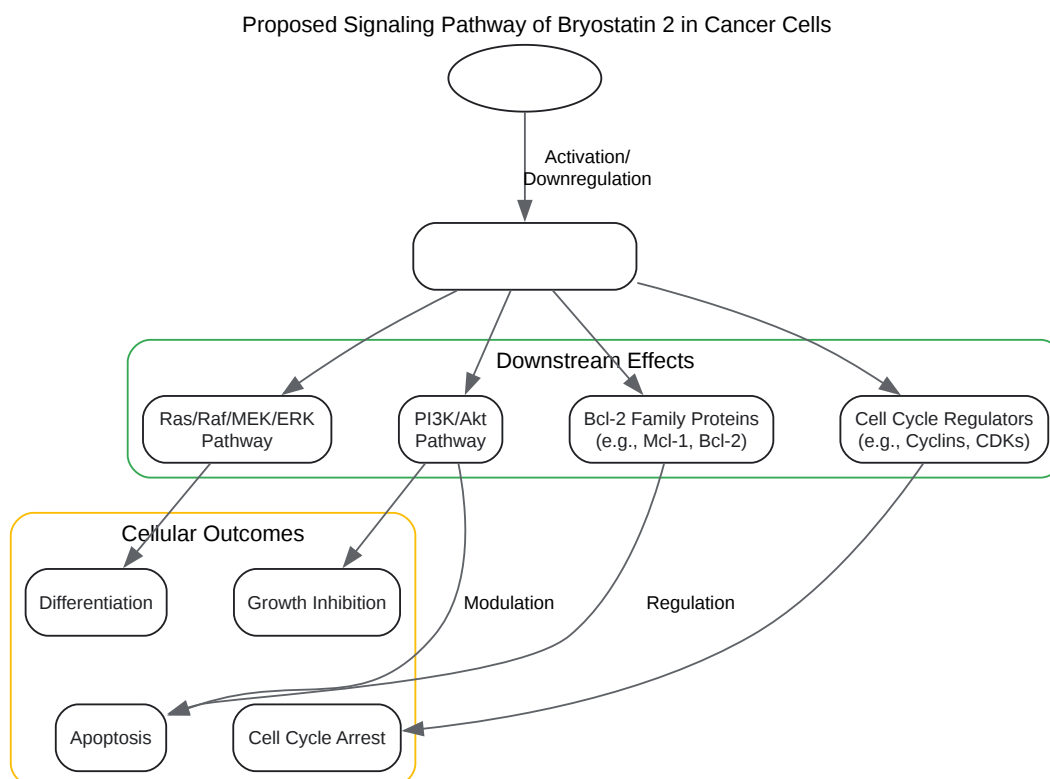 Proposed Signaling Pathway of Bryostatin 2 in Cancer Cells
Activation/
Downregulation
Downstream Effects
Ras/Raf/MEK/ERK
Pathway
PI3K/Akt
Pathway
Bcl-2 Family Proteins
(e.g., Mcl-1, Bcl-2)
Cell Cycle Regulators
(e.g., Cyclins, CDKs)
Cellular Outcomes
Differentiation
Growth Inhibition
Modulation
Regulation
Apoptosis
Cell Cycle Arrest